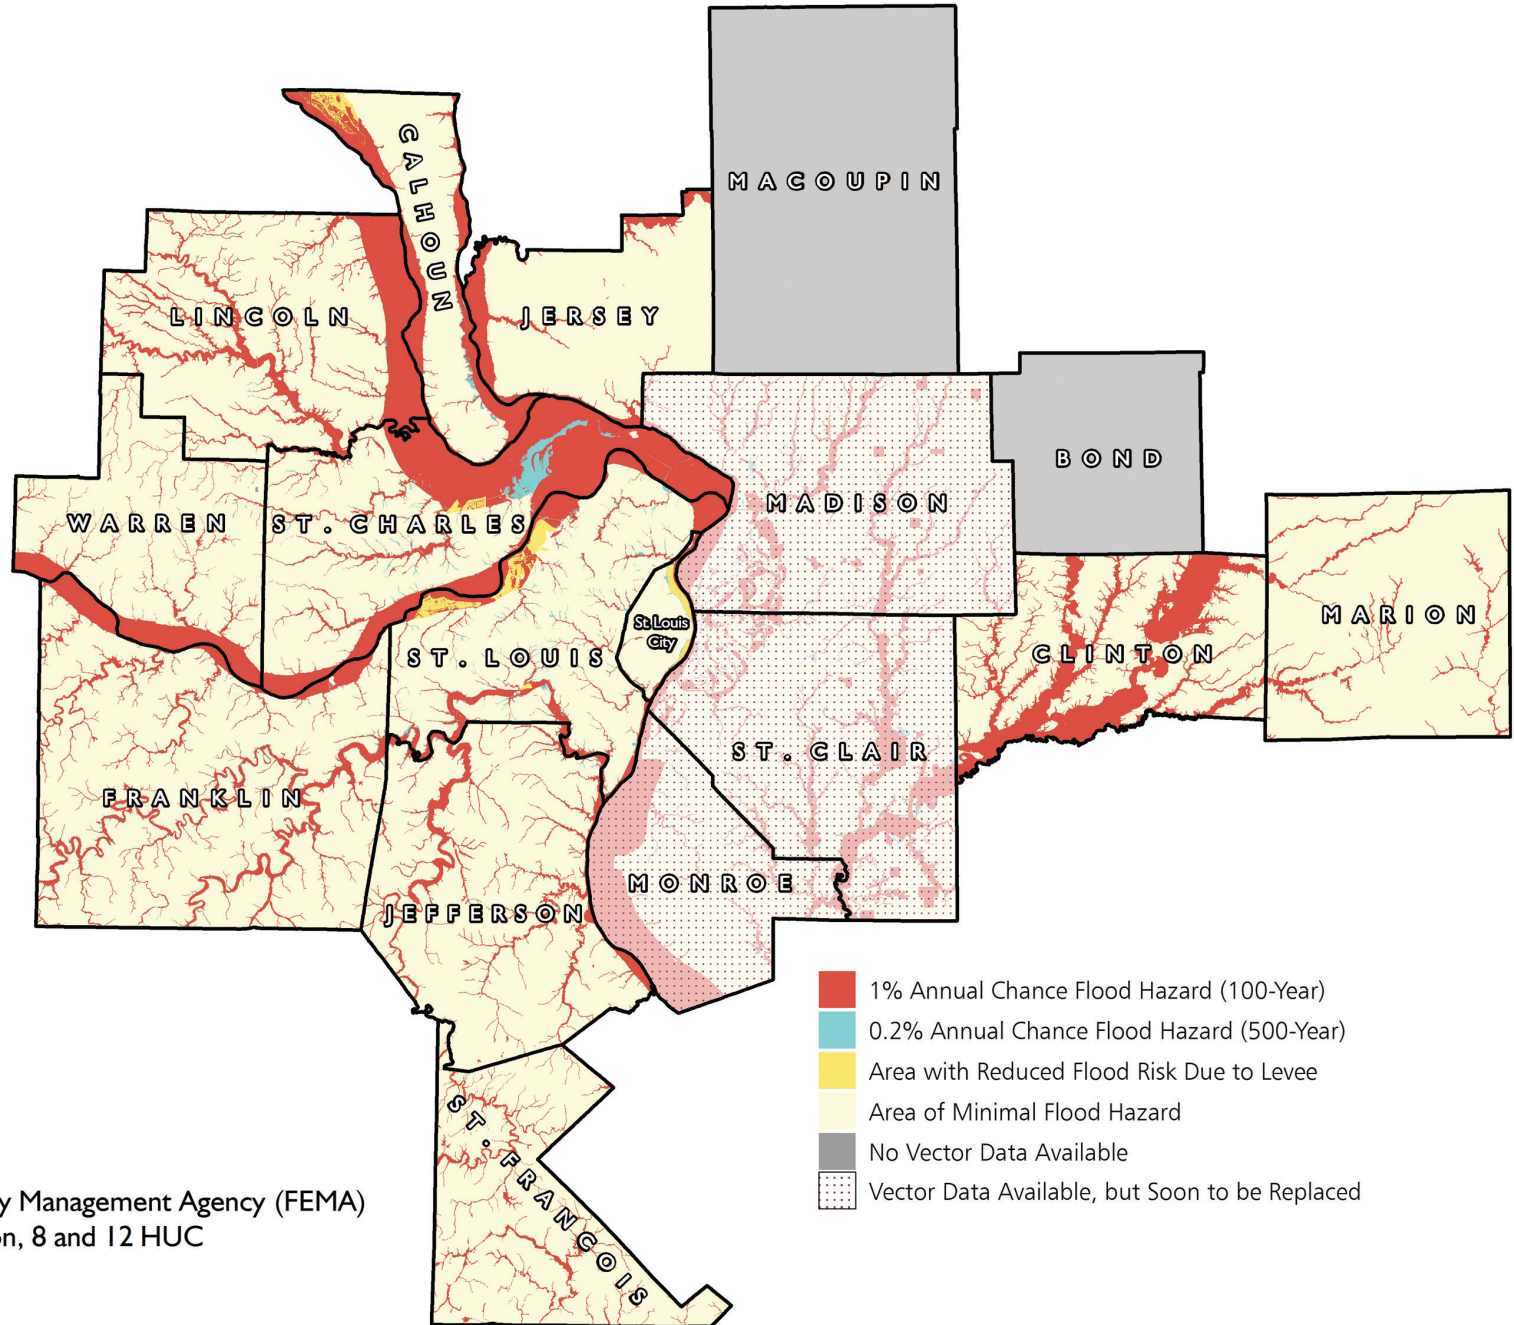 CALHOUN
MACOUPIN
LINCOLN
JERSEY
BOND
MADISON
WARREN
ST. CHARLES
MARION
St. Louis
City
CLINTON
ST. LOUIS
ST. CLAIR
FRANKLIN
MONROE
JEFFERSON
ST. FRANCOIS
1% Annual Chance Flood Hazard (100-Year)
0.2% Annual Chance Flood Hazard (500-Year)
Area with Reduced Flood Risk Due to Levee
Area of Minimal Flood Hazard
No Vector Data Available
Vector Data Available, but Soon to be Replaced
y Management Agency (FEMA)
on, 8 and 12 HUC